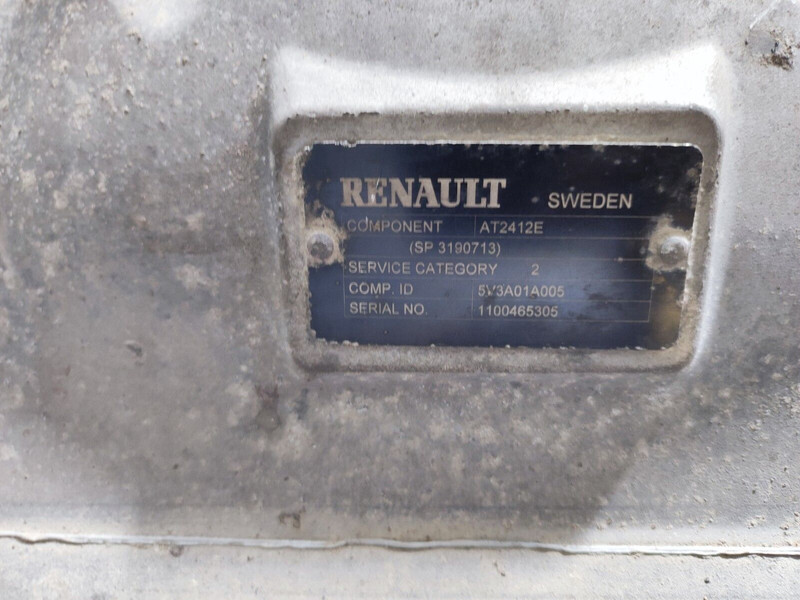 RENAULT SWEDEN
COMPONENT AT2412E
(SP 3190713)
SERVICE CATEGORY 2
COMP. ID 5V3A01A005
SERIAL NO. 1100465305